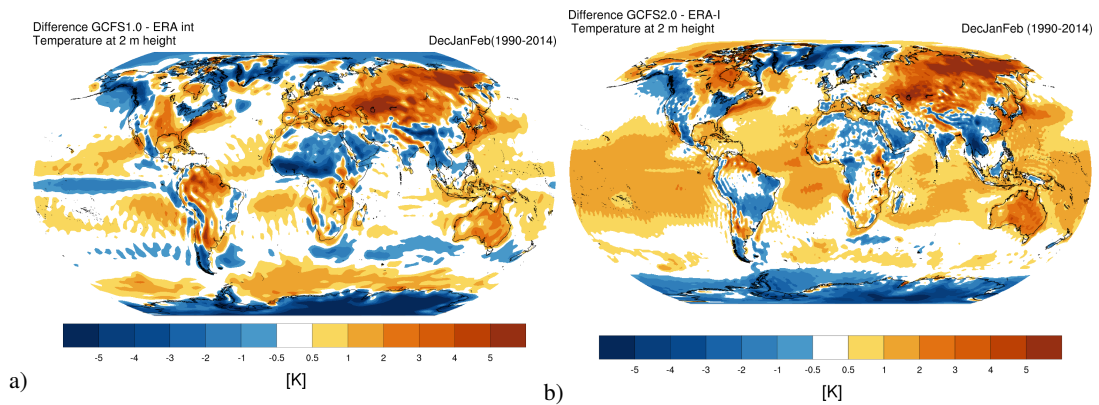 Difference GCFS1.0 - ERA int
Temperature at 2 m height
DecJanFeb(1990-2014)
-5 -4 -3 -2 -1 -0.5 0.5 1 2 3 4 5
[K]
a)
Difference GCFS2.0 - ERA-I
Temperature at 2 m height
DecJanFeb (1990-2014)
-5 -4 -3 -2 -1 -0.5 0.5 1 2 3 4 5
[K]
b)